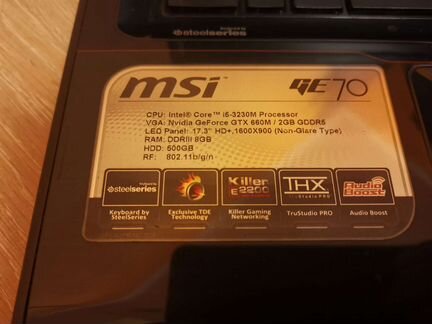 steelseries
msi GE70
CPU: Intel® Core™ i5-3230M Processor
VGA: Nvidia GeForce GTX 660M / 2GB GDDR5
LED Panel: 17.3" HD+,1600X900 (Non-Glare Type)
RAM: DDRIII 8GB
HDD: 500GB
RF: 802.11b/g/n
steelseries Killer E2200 THX TRUSTUDIO PRO Audio Boost
Keyboard by SteelSeries
Exclusive TDE Technology
Killer Gaming Networking
TruStudio PRO
Audio Boost